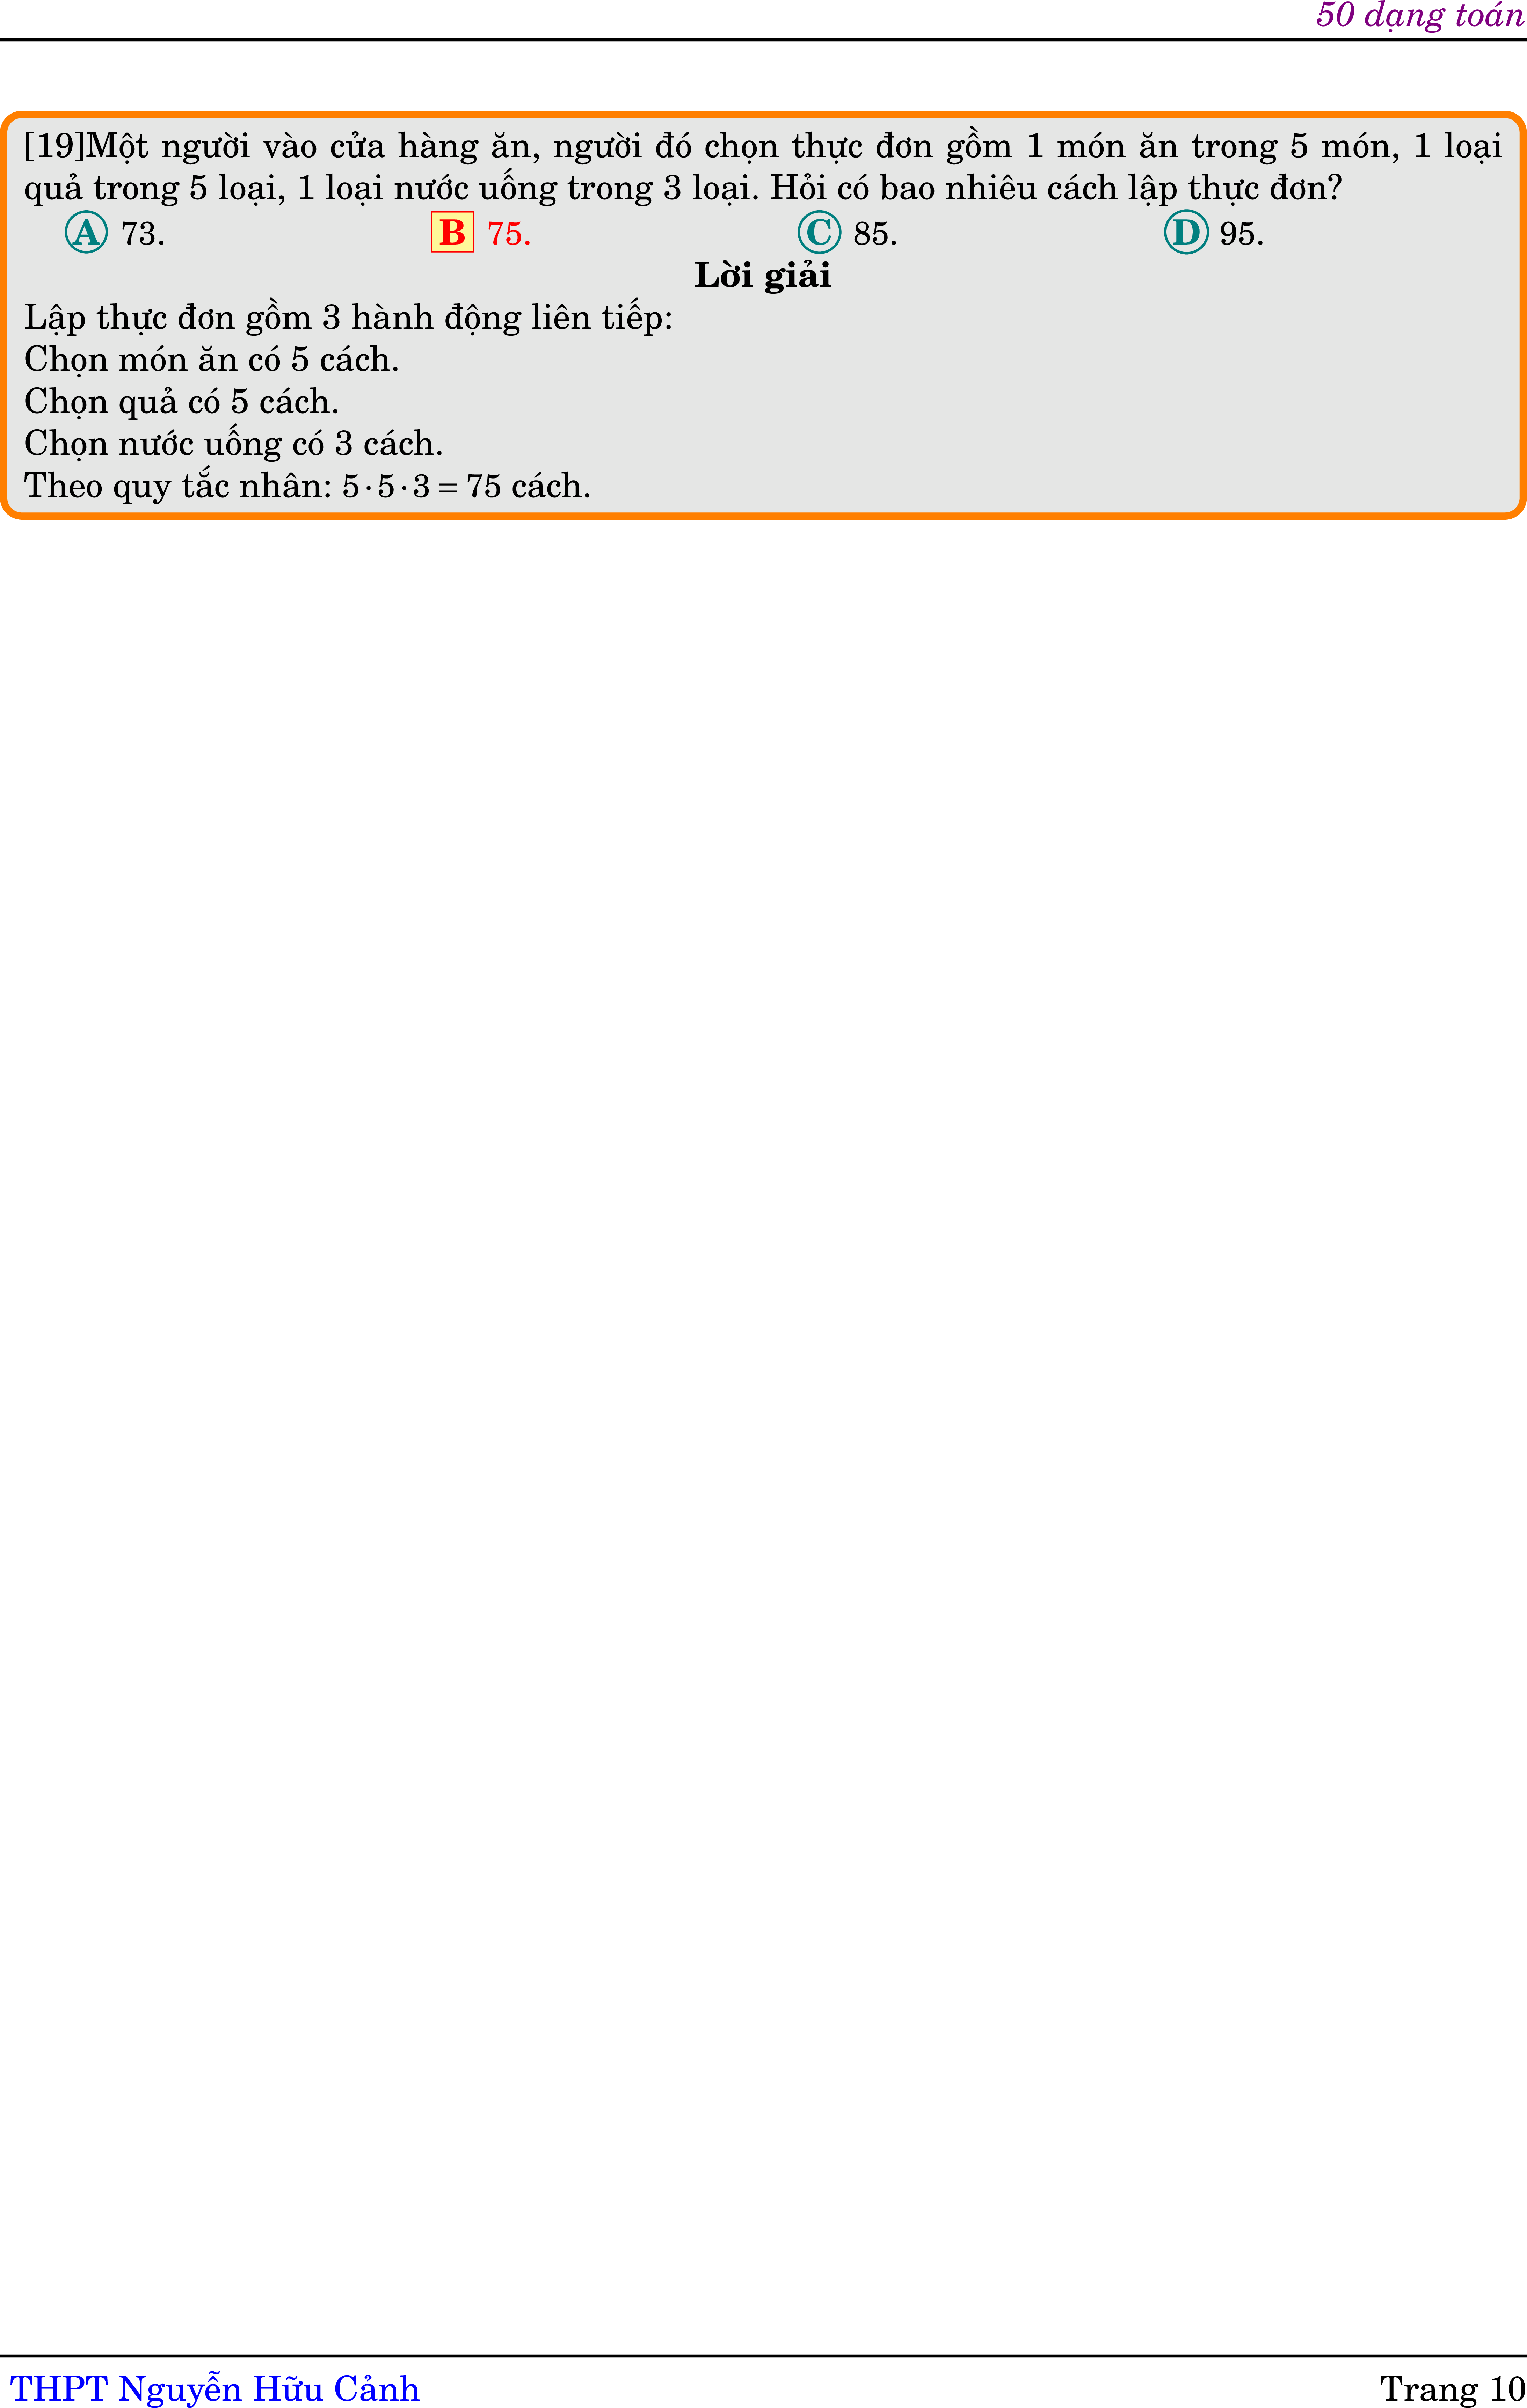 50 dạng toán
[19]Một người vào cửa hàng ăn, người đó chọn thực đơn gồm 1 món ăn trong 5 món, 1 loại
quả trong 5 loại, 1 loại nước uống trong 3 loại. Hỏi có bao nhiêu cách lập thực đơn?
A 73. B 75. C 85. D 95.
Lời giải
Lập thực đơn gồm 3 hành động liên tiếp:
Chọn món ăn có 5 cách.
Chọn quả có 5 cách.
Chọn nước uống có 3 cách.
Theo quy tắc nhân: 5 · 5 · 3 = 75 cách.
THPT Nguyễn Hữu Cảnh Trang 10